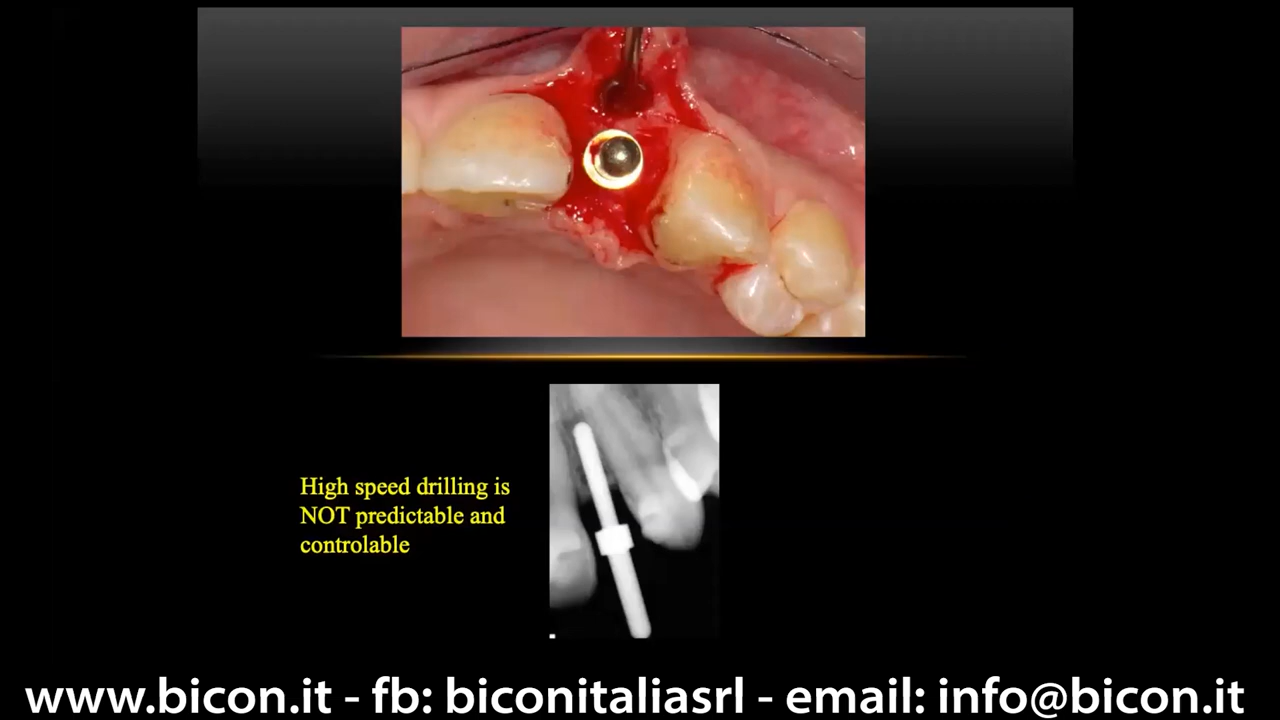 High speed drilling is
NOT predictable and
controlable
www.bicon.it - fb: biconitaliasrl - email: info@bicon.it